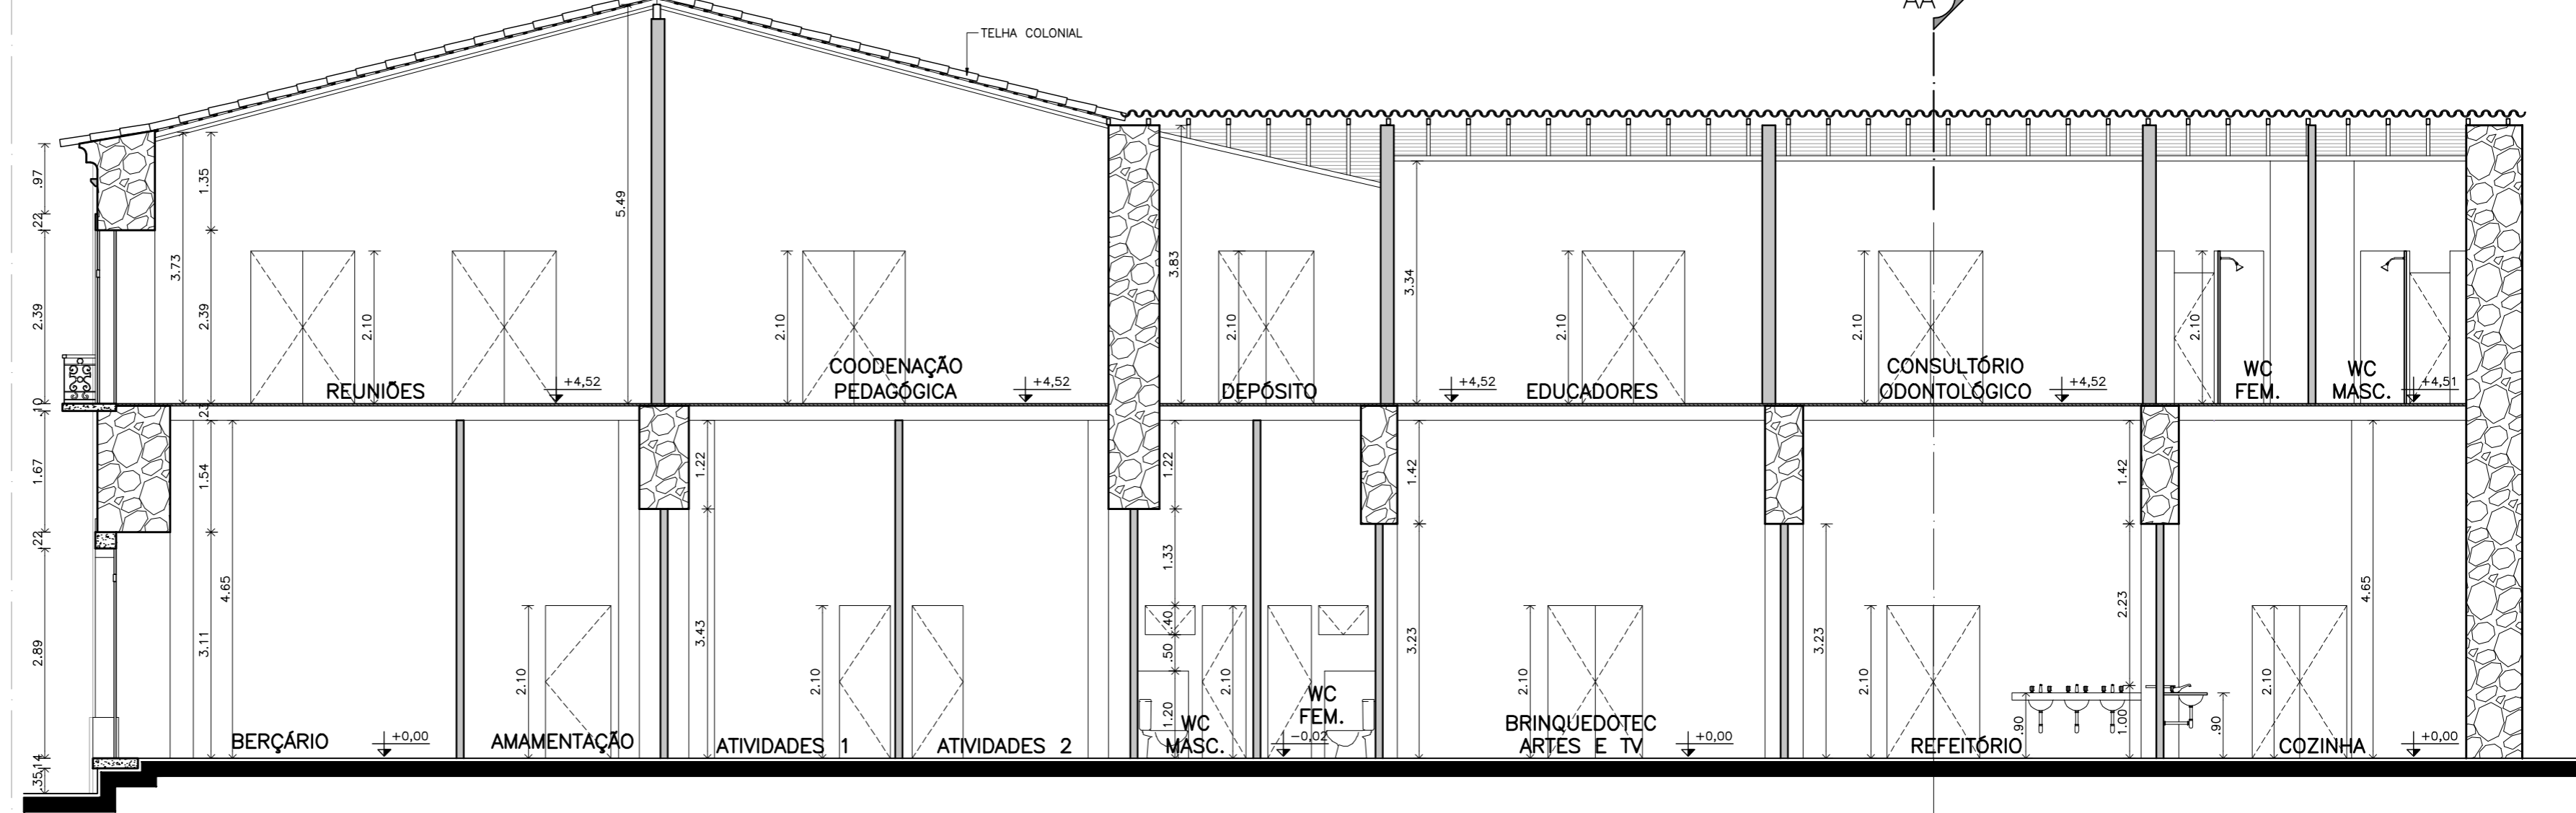 AA
TELHA COLONIAL
.97
.22
2.39
.10
1.67
.22
2.89
.14
.35
3.73
1.35
2.39
.23
1.54
3.11
4.65
2.10
5.49
2.10
3.83
2.10
3.34
2.10
2.10
2.10
REUNIÕES
+4,52
COODENAÇÃO
PEDAGÓGICA
+4,52
DEPÓSITO
+4,52
EDUCADORES
CONSULTÓRIO
ODONTOLÓGICO
+4,52
WC
FEM.
WC
MASC.
+4,51
1.22
3.43
2.10
2.10
1.22
1.33
.40
.50
1.20
2.10
1.42
3.23
2.10
3.23
2.10
1.42
2.23
1.00
.90
.90
2.10
4.65
BERÇÁRIO
+0,00
AMAMENTAÇÃO
ATIVIDADES 1
ATIVIDADES 2
WC
MASC.
WC
FEM.
-0,02
BRINQUEDOTEC
ARTES E TV
+0,00
REFEITÓRIO
COZINHA
+0,00